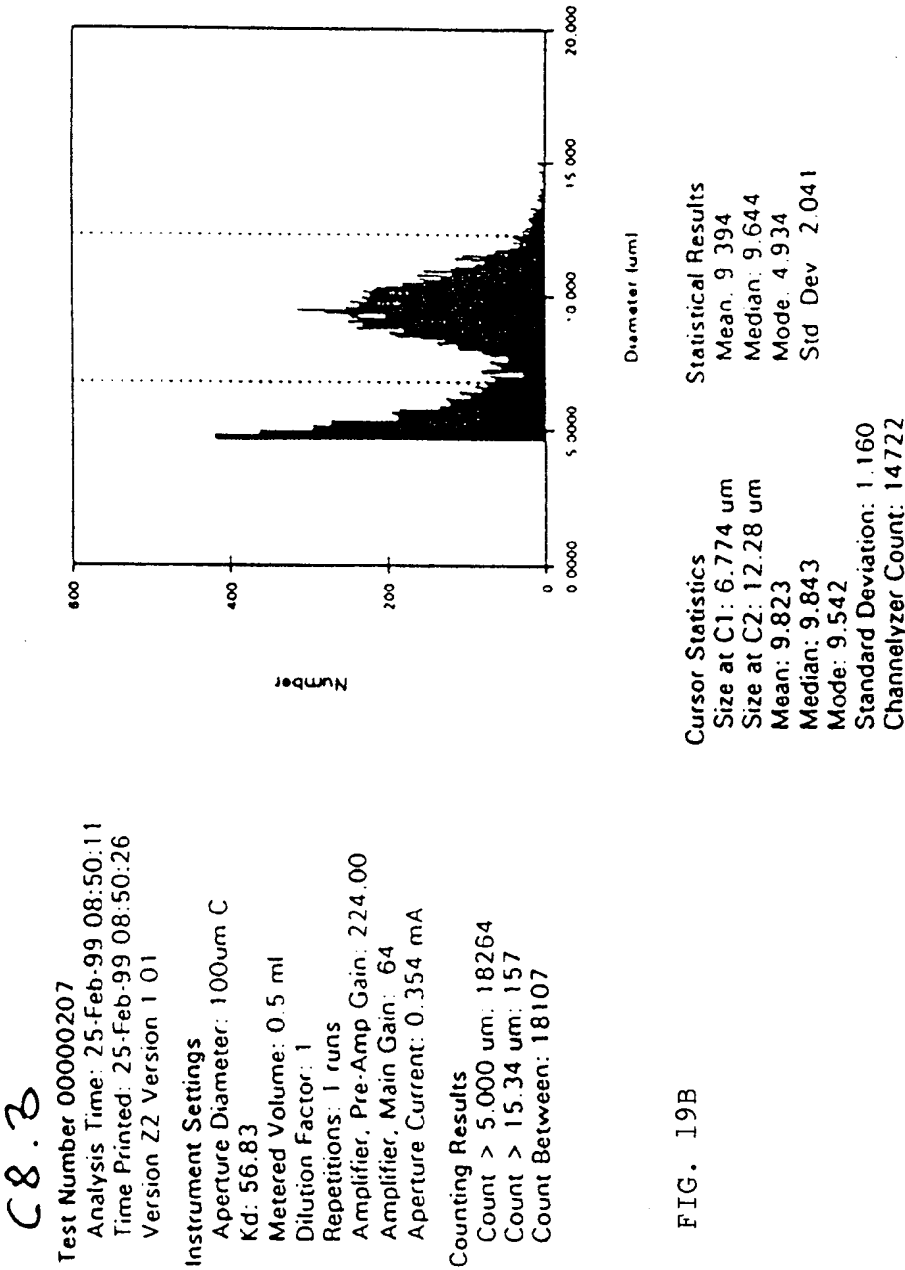 C8.3
Test Number 00000207
Analysis Time: 25-Feb-99 08:50:11
Time Printed: 25-Feb-99 08:50:26
Version Z2 Version 1 01
Instrument Settings
Aperture Diameter: 100um C
Kd: 56.83
Metered Volume: 0.5 ml
Dilution Factor: 1
Repetitions: 1 runs
Amplifier, Pre-Amp Gain: 224.00
Amplifier, Main Gain: 64
Aperture Current: 0.354 mA
Counting Results
Count > 5.000 um: 18264
Count > 15.34 um: 157
Count Between: 18107
Number
600
400
200
0
0 0000
5.0000
10.000
15.000
20.000
Diameter (um)
Cursor Statistics
Size at C1: 6.774 um
Size at C2: 12.28 um
Mean: 9.823
Median: 9.843
Mode: 9.542
Standard Deviation: 1.160
Channelyzer Count: 14722
Statistical Results
Mean. 9 394
Median: 9.644
Mode. 4.934
Std Dev 2.041
FIG. 19B